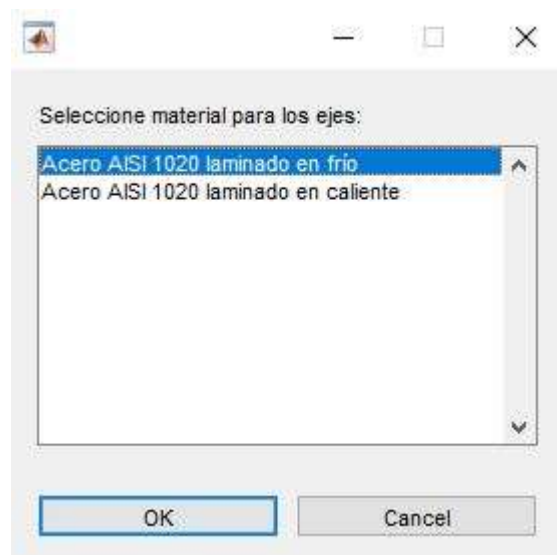 Seleccione material para los ejes:
Acero AISI 1020 laminado en frío
Acero AISI 1020 laminado en caliente
OK
Cancel